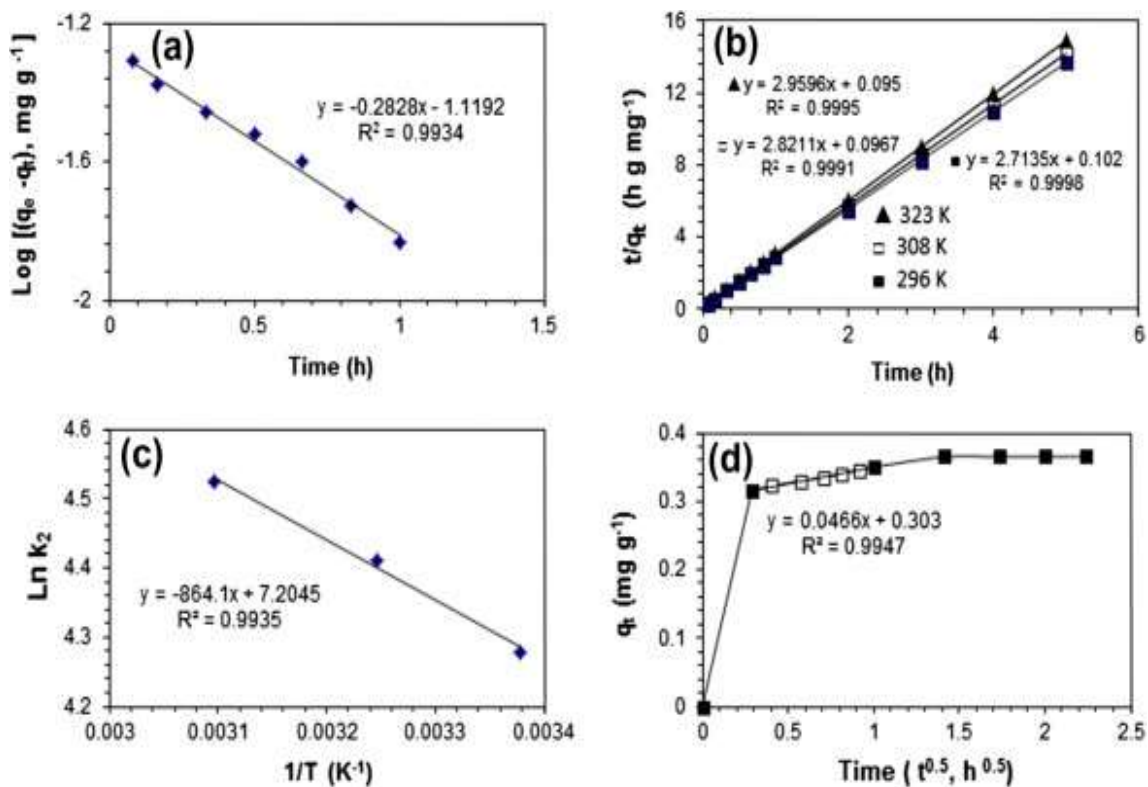 (a)
-1.2
-1.6
-2
Log [(qe -qt), mg g-1]
y = -0.2828x - 1.1192
R² = 0.9934
0 0.5 1 1.5
Time (h)
(b)
16
12
8
4
0
t/qt (h g mg-1)
▲ y = 2.9596x + 0.095
R² = 0.9995
□ y = 2.8211x + 0.0967
R² = 0.9991
■ y = 2.7135x + 0.102
R² = 0.9998
▲ 323 K
□ 308 K
■ 296 K
0 2 4 6
Time (h)
(c)
4.6
4.5
4.4
4.3
4.2
Ln k2
y = -864.1x + 7.2045
R² = 0.9935
0.003 0.0031 0.0032 0.0033 0.0034
1/T (K-1)
(d)
0.4
0.3
0.2
0.1
0
qt (mg g-1)
y = 0.0466x + 0.303
R² = 0.9947
0 0.5 1 1.5 2 2.5
Time ( t0.5, h 0.5)